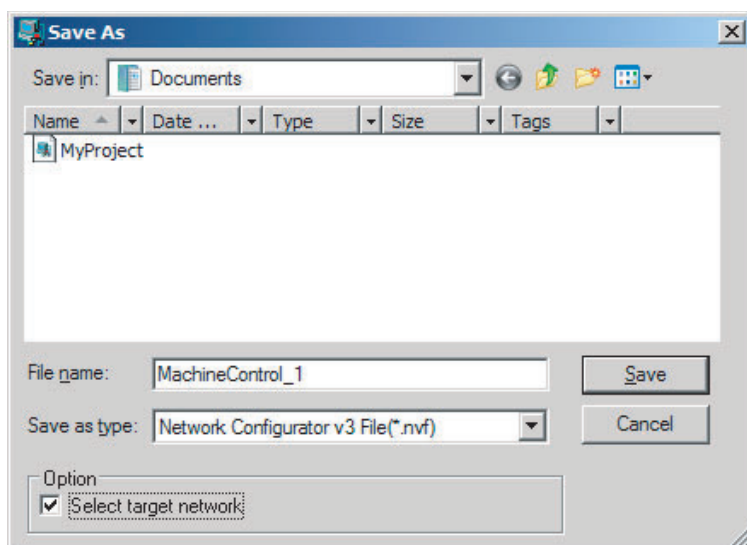 Save As
Save in: Documents
Name Date ... Type Size Tags
MyProject
File name: MachineControl_1 Save
Save as type: Network Configurator v3 File(*.nvf) Cancel
Option
Select target network